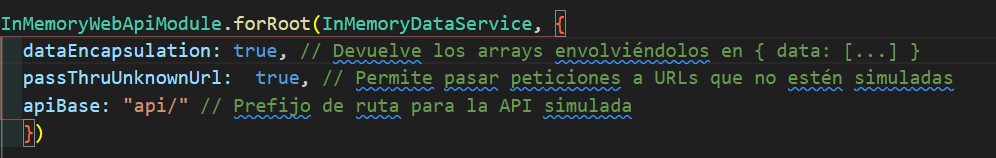 InMemoryWebApiModule.forRoot(InMemoryDataService, {
dataEncapsulation: true, // Devuelve los arrays envolviéndolos en { data: [...] }
passThruUnknownUrl:  true, // Permite pasar peticiones a URLs que no estén simuladas
apiBase: "api/" // Prefijo de ruta para la API simulada
})